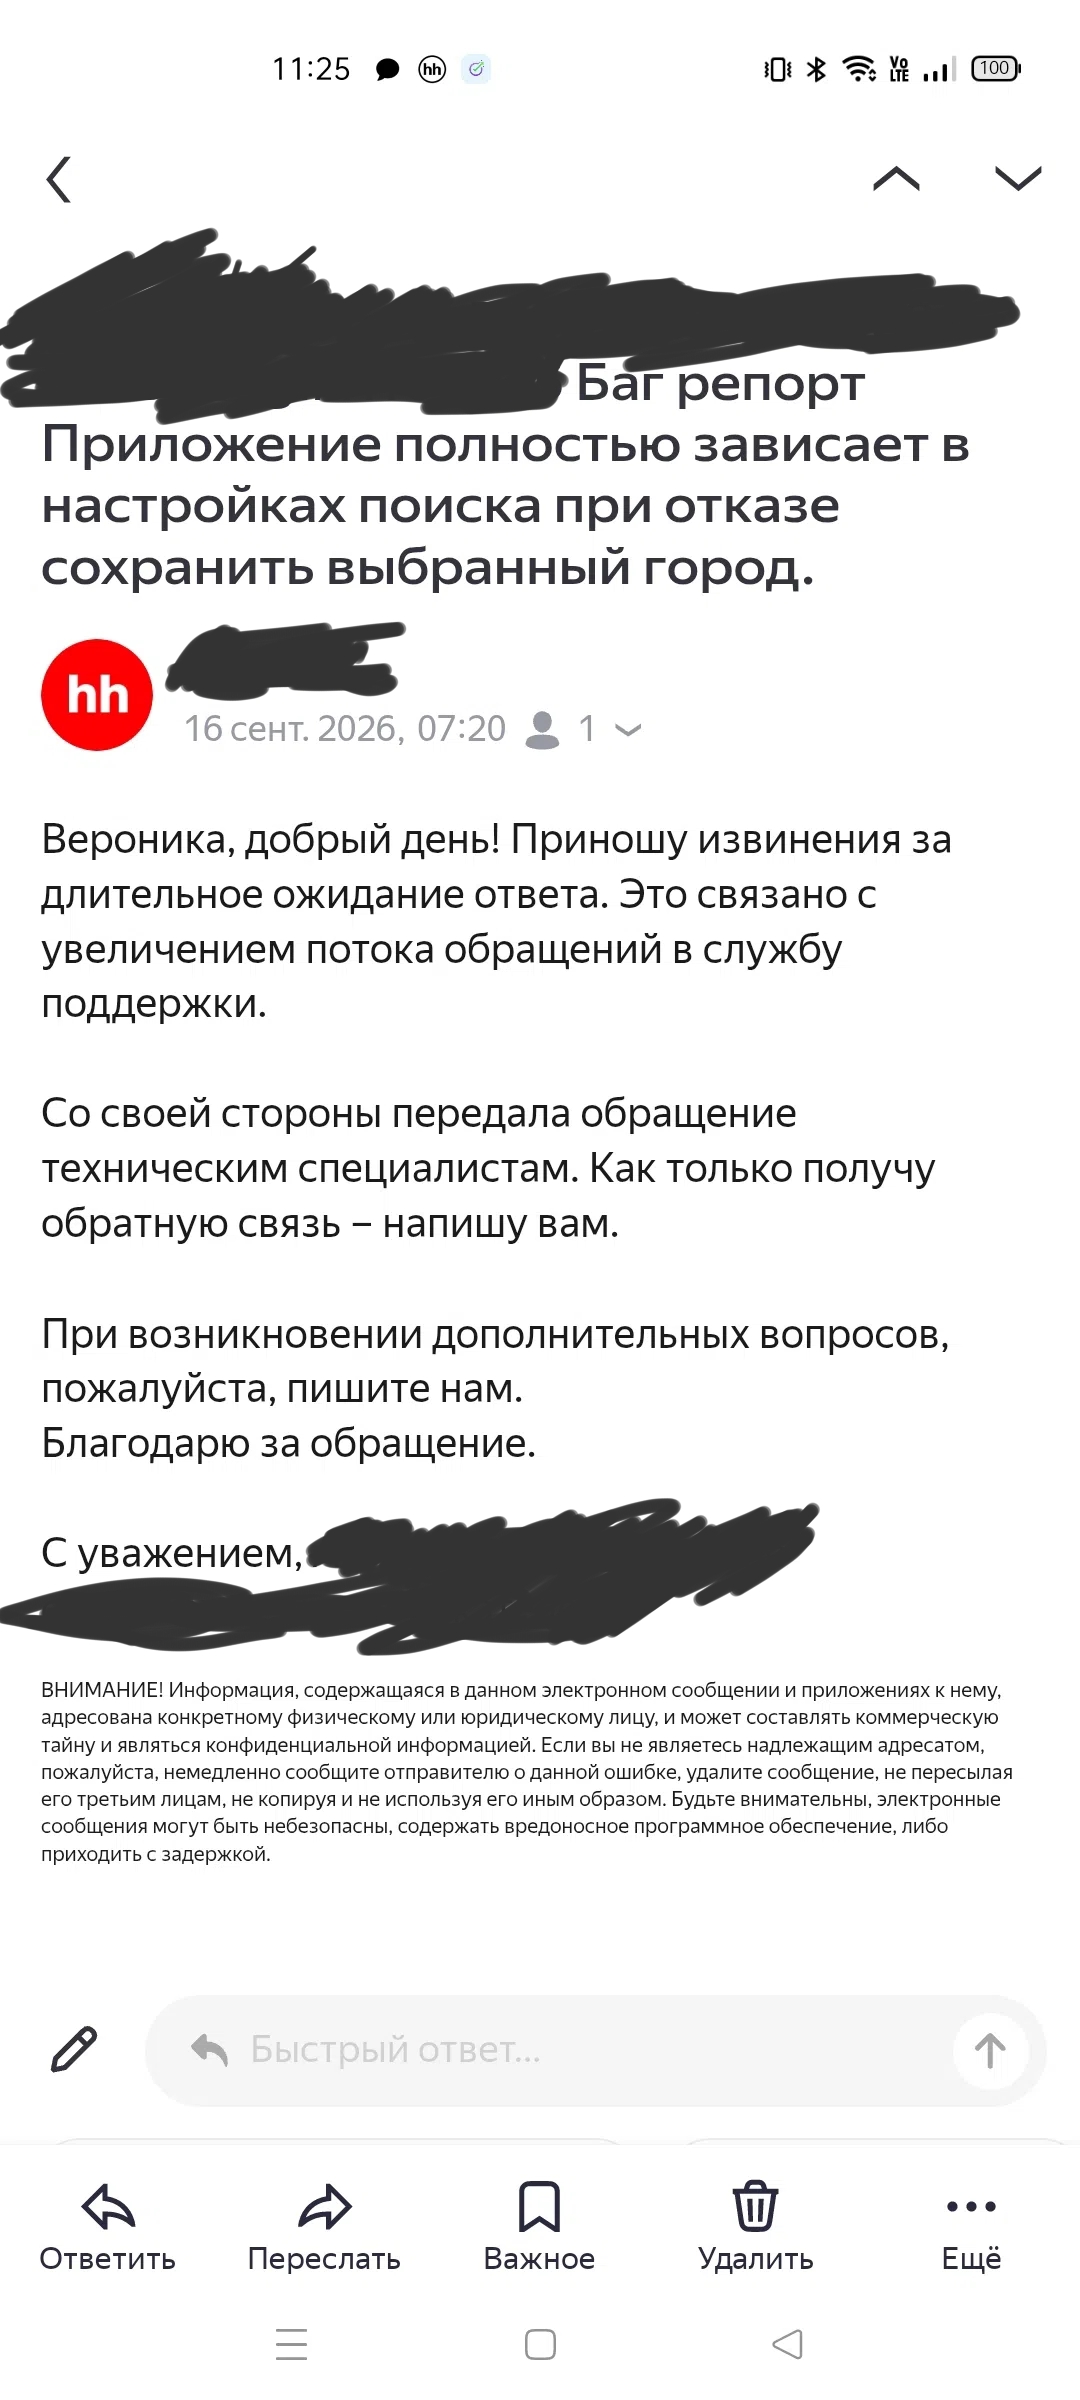 11:25
hh
Vo
LTE
100
Баг репорт
Приложение полностью зависает в
настройках поиска при отказе
сохранить выбранный город.
hh
16 сент. 2026, 07:20
1
Вероника, добрый день! Приношу извинения за
длительное ожидание ответа. Это связано с
увеличением потока обращений в службу
поддержки.
Со своей стороны передала обращение
техническим специалистам. Как только получу
обратную связь – напишу вам.
При возникновении дополнительных вопросов,
пожалуйста, пишите нам.
Благодарю за обращение.
С уважением,
ВНИМАНИЕ! Информация, содержащаяся в данном электронном сообщении и приложениях к нему,
адресована конкретному физическому или юридическому лицу, и может составлять коммерческую
тайну и являться конфиденциальной информацией. Если вы не являетесь надлежащим адресатом,
пожалуйста, немедленно сообщите отправителю о данной ошибке, удалите сообщение, не пересылая
его третьим лицам, не копируя и не используя его иным образом. Будьте внимательны, электронные
сообщения могут быть небезопасны, содержать вредоносное программное обеспечение, либо
приходить с задержкой.
Быстрый ответ...
Ответить
Переслать
Важное
Удалить
Ещё